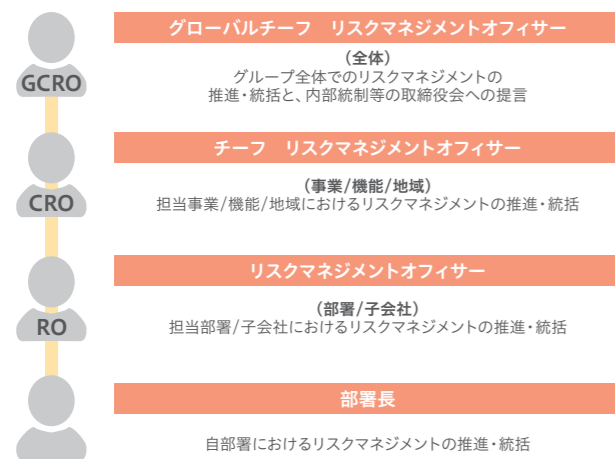 グローバルチーフ　リスクマネジメントオフィサー
GCRO
(全体)
グループ全体でのリスクマネジメントの
推進・統括と、内部統制等の取締役会への提言
チーフ　リスクマネジメントオフィサー
CRO
(事業/機能/地域)
担当事業/機能/地域におけるリスクマネジメントの推進・統括
リスクマネジメントオフィサー
RO
(部署/子会社)
担当部署/子会社におけるリスクマネジメントの推進・統括
部署長
自部署におけるリスクマネジメントの推進・統括